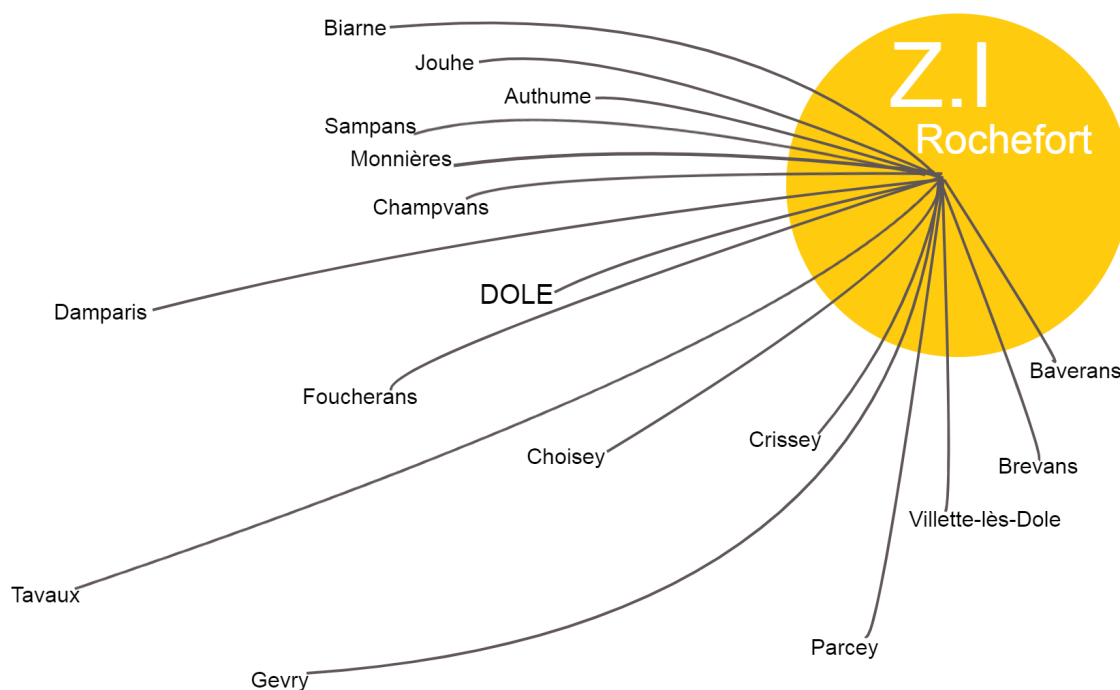 Biarne
Jouhe
Authume
Sampans
Monnières
Champvans
Damparis
DOLE
Foucherans
Choisey
Crissey
Tavaux
Gevry
Parcey
Villette-lès-Dole
Brevans
Baverans
Z.I
Rochefort